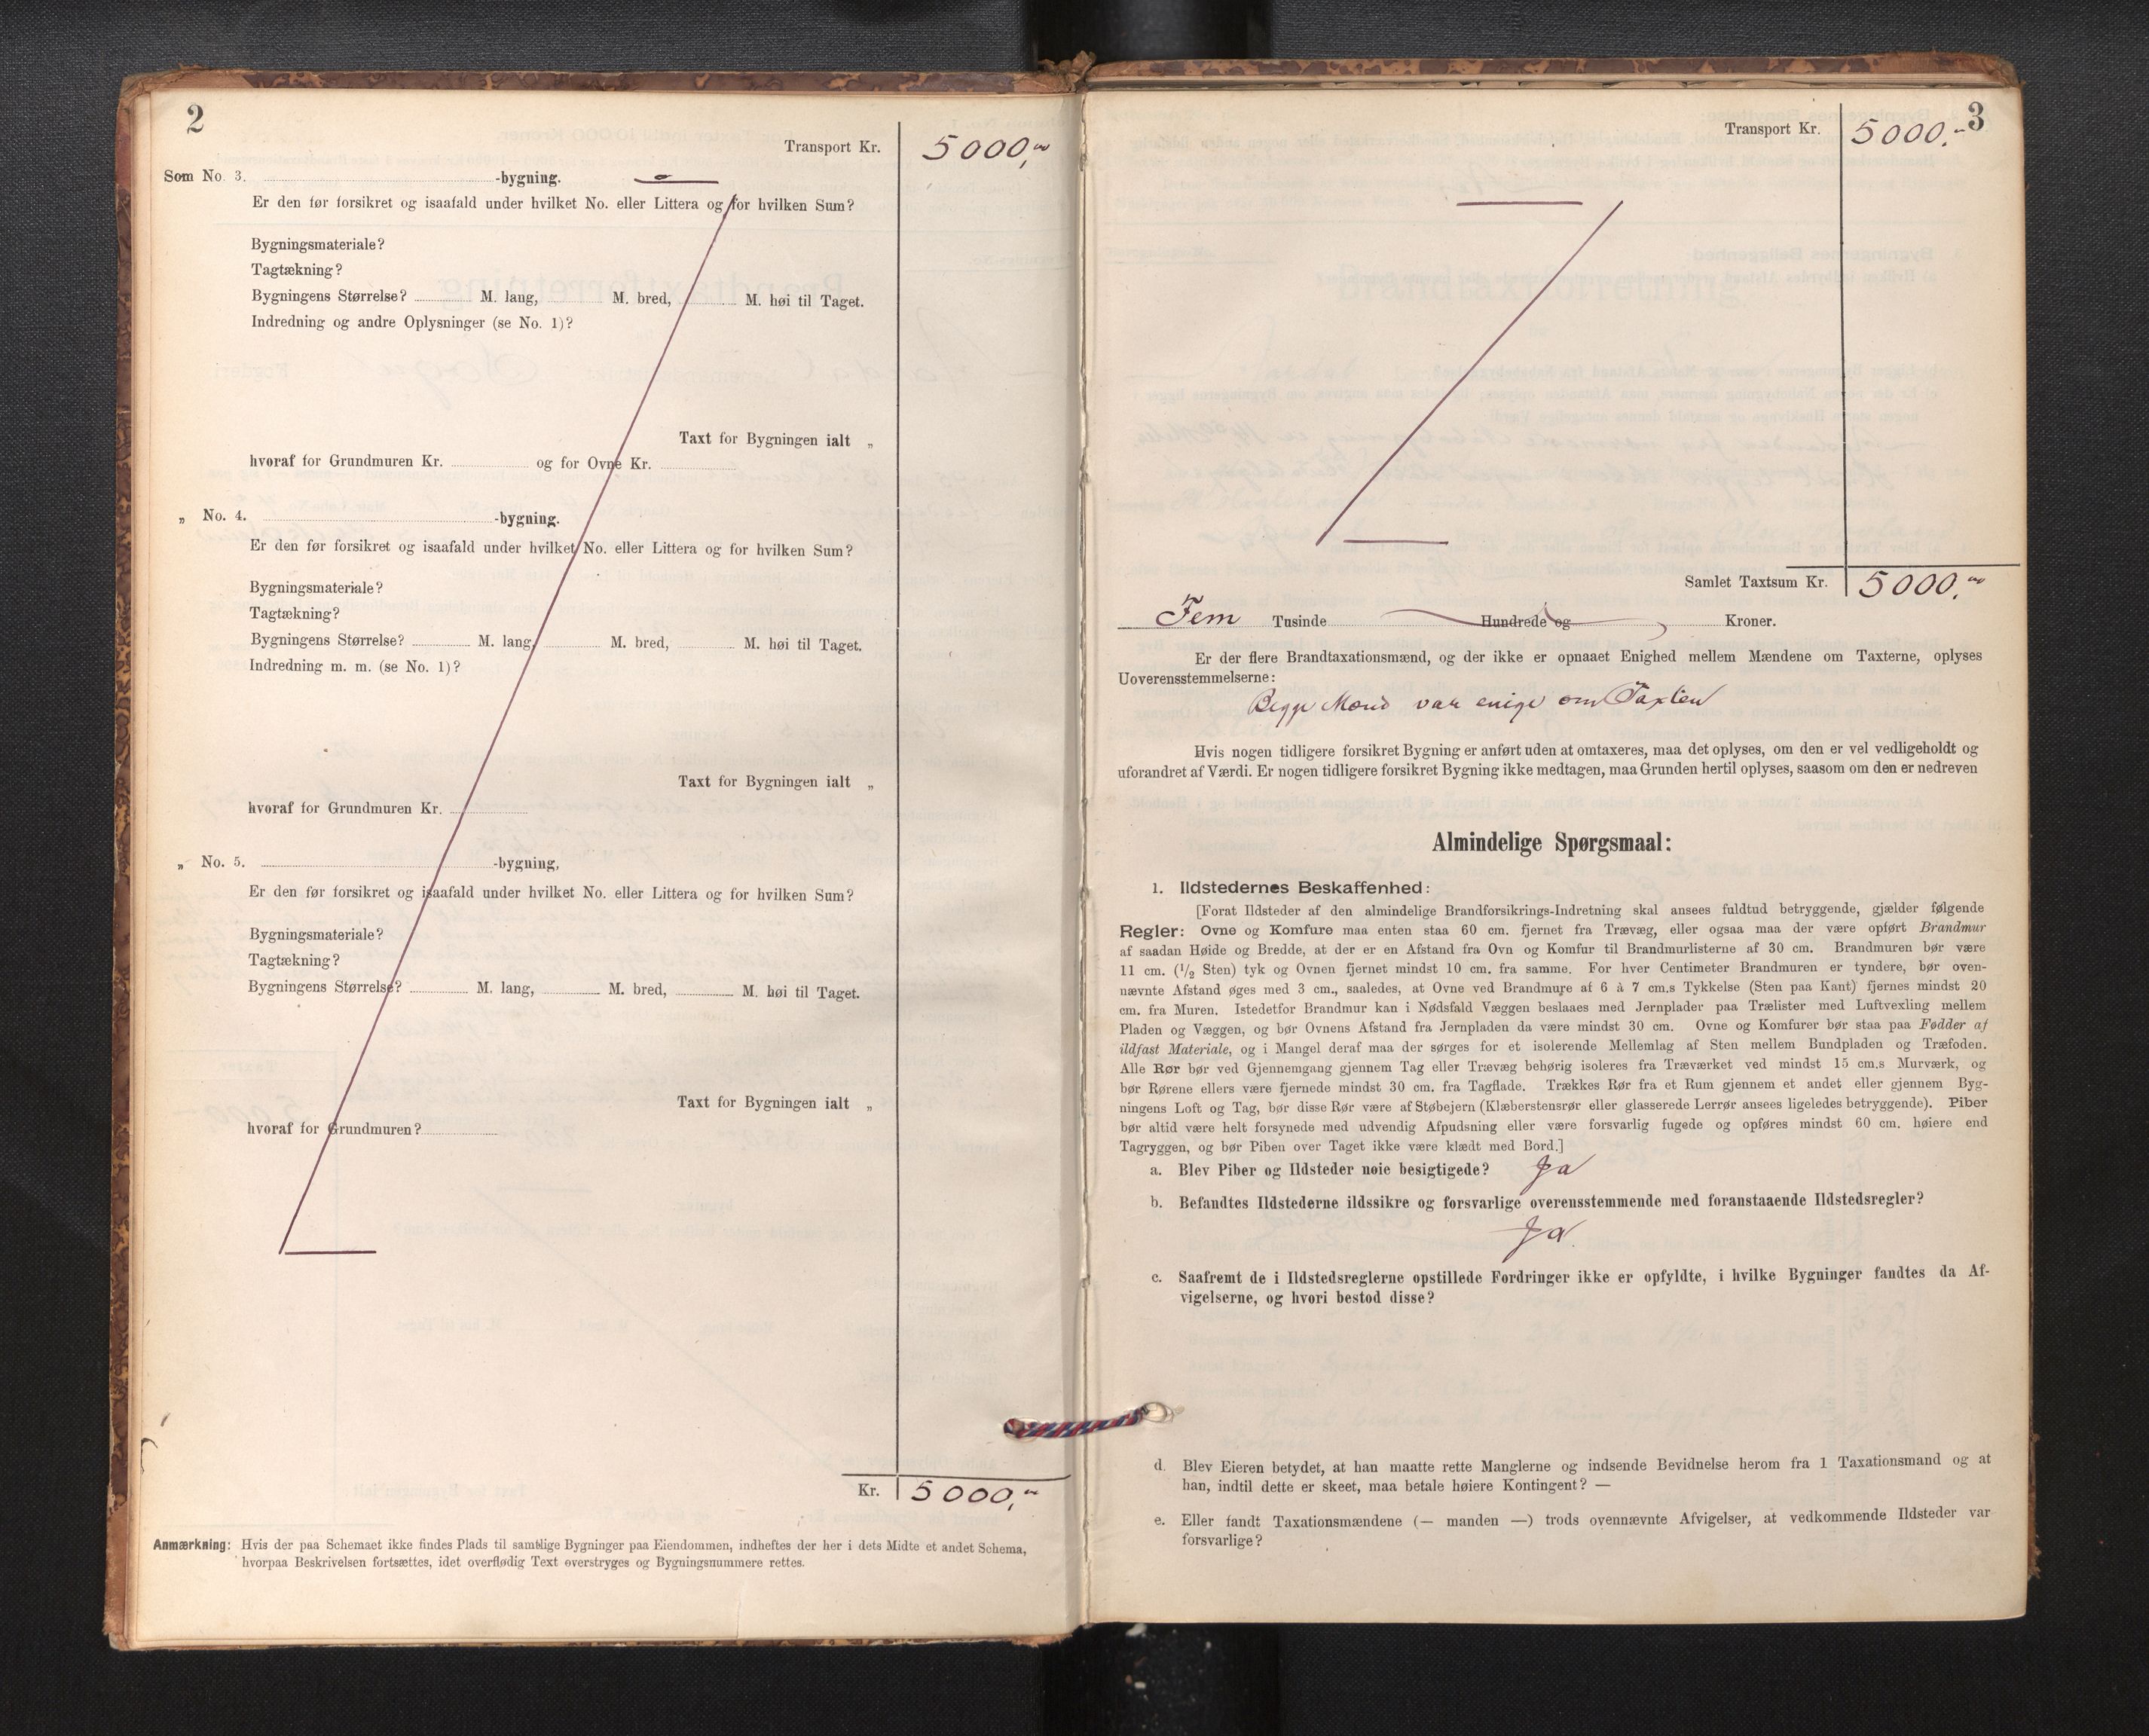 2
Transport Kr. 5000,"
Som No. 3. -bygning.
Er den før forsikret og isaafald under hvilket No. eller Littera og for hvilken Sum?
Bygningsmateriale?
Tagtækning?
Bygningens Størrelse? M. lang, M. bred, M. høi til Taget.
Indredning og andre Oplysninger (se No. 1)?
Taxt for Bygningen ialt „
hvoraf for Grundmuren Kr. og for Ovne Kr.
„ No. 4. -bygning.
Er den før forsikret og isaafald under hvilket No. eller Littera og for hvilken Sum?
Bygningsmateriale?
Tagtækning?
Bygningens Størrelse? M. lang, M. bred, M. høi til Taget.
Indredning m. m. (se No. 1)?
Taxt for Bygningen ialt „
hvoraf for Grundmuren Kr.
„ No. 5. -bygning,
Er den før forsikret og isaafald under hvilket No. eller Littera og for hvilken Sum?
Bygningsmateriale?
Tagtækning?
Bygningens Størrelse? M. lang, M. bred, M. høi til Taget.
Taxt for Bygningen ialt „
hvoraf for Grundmuren?
Kr. 5000,"
Anmærkning: Hvis der paa Schemaet ikke findes Plads til samtlige Bygninger paa Eiendommen, indheftes der her i dets Midte et andet Schema,
hvorpaa Beskrivelsen fortsættes, idet overflødig Text overstryges og Bygningsnummere rettes.
3
Transport Kr. 5000,"
Samlet Taxtsum Kr. 5000,"
Fem Tusinde Hundrede og Kroner.
Er der flere Brandtaxationsmænd, og der ikke er opnaaet Enighed mellem Mændene om Taxterne, oplyses
Uoverensstemmelserne:
Begge Mænd var enige om Taxten
Hvis nogen tidligere forsikret Bygning er anført uden at omtaxeres, maa det oplyses, om den er vel vedligeholdt og
uforandret af Værdi. Er nogen tidligere forsikret Bygning ikke medtagen, maa Grunden hertil oplyses, saasom om den er nedreven
Almindelige Spørgsmaal:
1. Ildstedernes Beskaffenhed:
[Forat Ildsteder af den almindelige Brandforsikrings-Indretning skal ansees fuldtud betryggende, gjælder følgende
Regler: Ovne og Komfure maa enten staa 60 cm. fjernet fra Trævæg, eller ogsaa maa der være opført Brandmur
af saadan Høide og Bredde, at der er en Afstand fra Ovn og Komfur til Brandmurlisterne af 30 cm. Brandmuren bør være
11 cm. (1/2 Sten) tyk og Ovnen fjernet mindst 10 cm. fra samme. For hver Centimeter Brandmuren er tyndere, bør oven-
nævnte Afstand øges med 3 cm., saaledes, at Ovne ved Brandmure af 6 à 7 cm.s Tykkelse (Sten paa Kant) fjernes mindst 20
cm. fra Muren. Istedetfor Brandmur kan i Nødsfald Væggen beslaaes med Jernplader paa Trælister med Luftvexling mellem
Pladen og Væggen, og bør Ovnens Afstand fra Jernpladen da være mindst 30 cm. Ovne og Komfurer bør staa paa Fødder af
ildfast Materiale, og i Mangel deraf maa der sørges for et isolerende Mellemlag af Sten mellem Bundpladen og Træfoden.
Alle Rør bør ved Gjennemgang gjennem Tag eller Trævæg behørig isoleres fra Træværket ved mindst 15 cm.s Murværk, og
bør Rørene ellers være fjernede mindst 30 cm. fra Tagflade. Trækkes Rør fra et Rum gjennem et andet eller gjennem Byg-
ningens Loft og Tag, bør disse Rør være af Støbejern (Klæberstensrør eller glasserede Lerrør ansees ligeledes betryggende). Piber
bør altid være helt forsynede med udvendig Afpudsning eller være forsvarlig fugede og opføres mindst 60 cm. høiere end
Tagryggen, og bør Piben over Taget ikke være klædt med Bord.]
a. Blev Piber og Ildsteder nøie besigtigede? Ja
b. Befandtes Ildstederne ildssikre og forsvarlige overensstemmende med foranstaaende Ildstedsregler?
Ja
c. Saafremt de i Ildstedsreglerne opstillede Fordringer ikke er opfyldte, i hvilke Bygninger fandtes da Af-
vigelserne, og hvori bestod disse?
d. Blev Eieren betydet, at han maatte rette Manglerne og indsende Bevidnelse herom fra 1 Taxationsmand og at
han, indtil dette er skeet, maa betale høiere Kontingent? —
e. Eller fandt Taxationsmændene (— manden —) trods ovennævnte Afvigelser, at vedkommende Ildsteder var
forsvarlige?